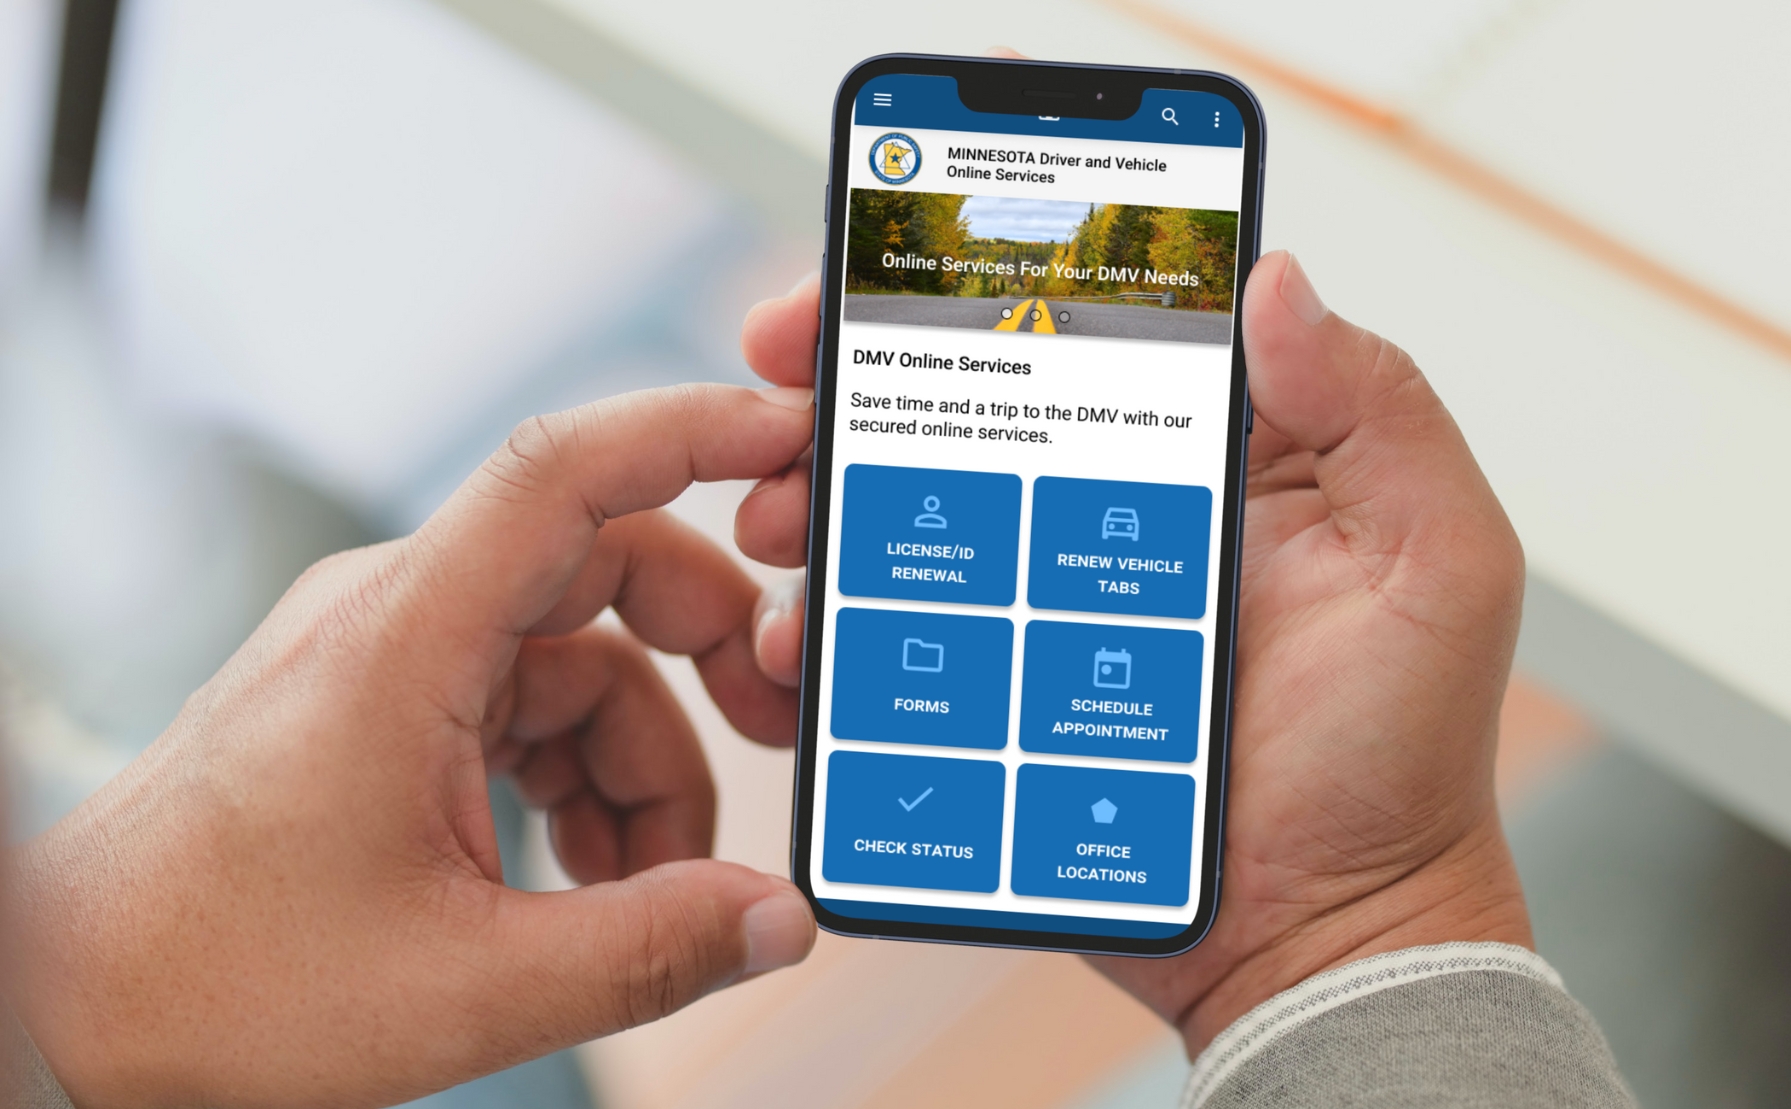 MINNESOTA Driver and Vehicle
Online Services
Online Services For Your DMV Needs
DMV Online Services
Save time and a trip to the DMV with our
secured online services.
LICENSE/ID
RENEWAL
RENEW VEHICLE
TABS
FORMS
SCHEDULE
APPOINTMENT
CHECK STATUS
OFFICE
LOCATIONS